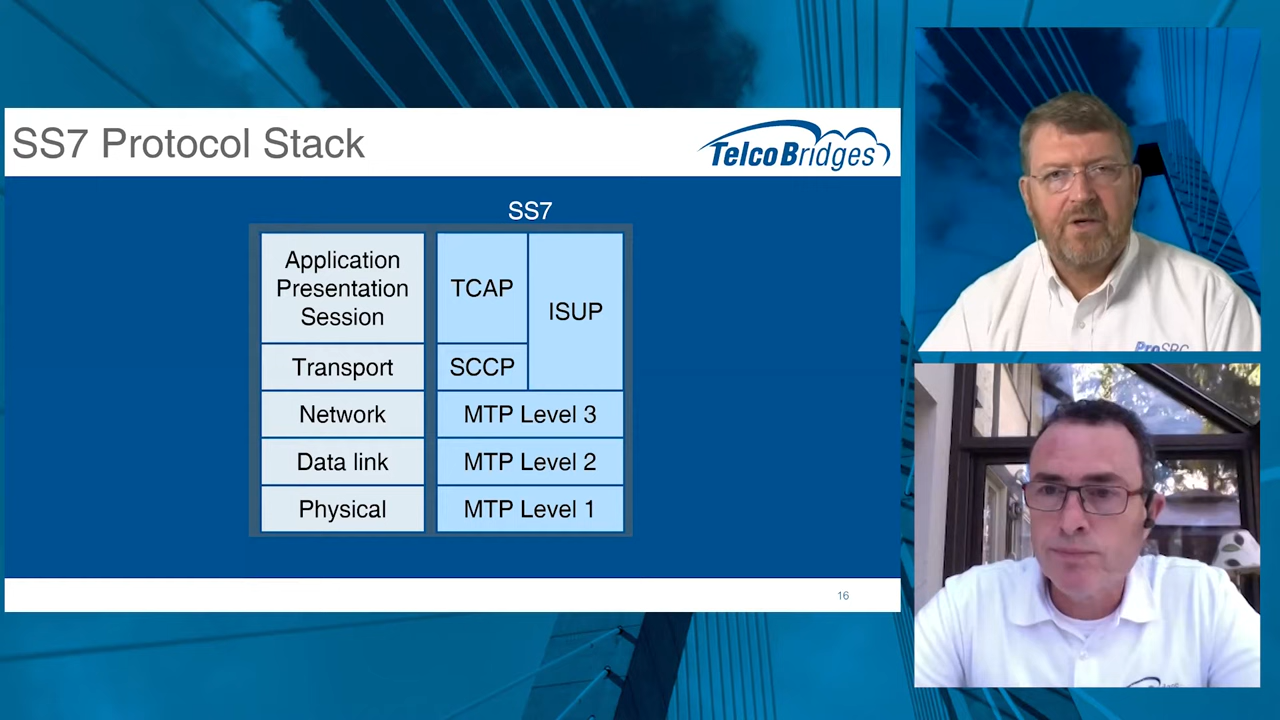 SS7 Protocol Stack
TelcoBridges
SS7
Application
Presentation
Session
TCAP
ISUP
Transport
SCCP
Network
MTP Level 3
Data link
MTP Level 2
Physical
MTP Level 1
16
ProSBC